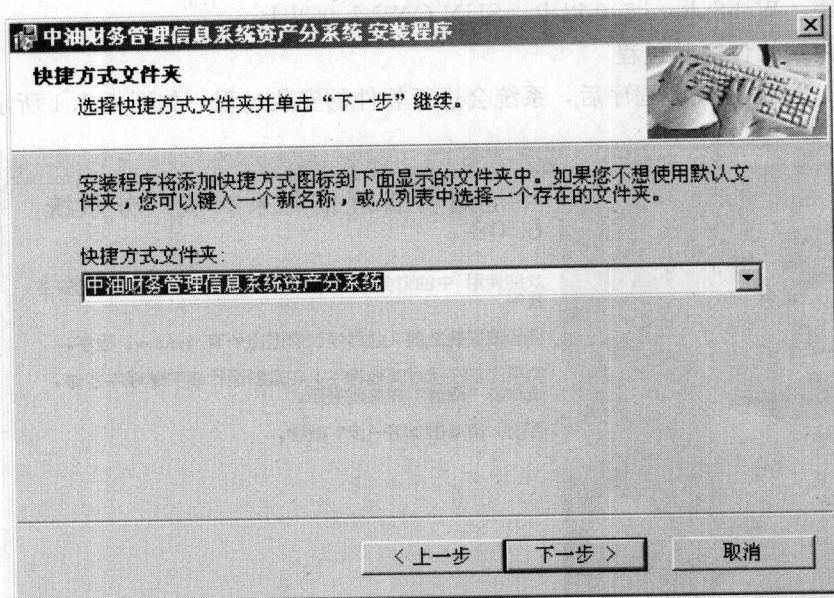 中油财务管理信息系统资产分系统 安装程序
快捷方式文件夹
选择快捷方式文件夹并单击“下一步”继续。
程序后，系统会
安装程序将添加快捷方式图标到下面显示的文件夹中。如果您不想使用默认文
件夹，您可以键入一个新名称，或从列表中选择一个存在的文件夹。
快捷方式文件夹:
中油财务管理信息系统资产分系统
< 上一步
下一步 >
取消